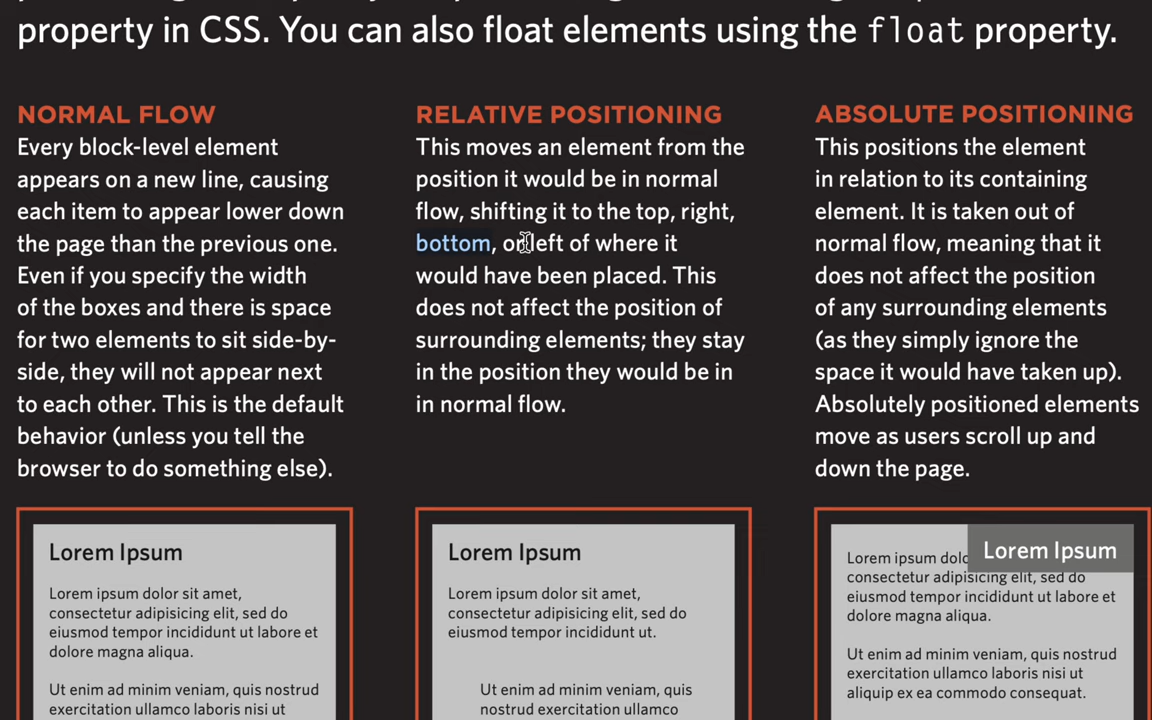 property in CSS. You can also float elements using the float property.
NORMAL FLOW
Every block-level element
appears on a new line, causing
each item to appear lower down
the page than the previous one.
Even if you specify the width
of the boxes and there is space
for two elements to sit side-by-
side, they will not appear next
to each other. This is the default
behavior (unless you tell the
browser to do something else).
RELATIVE POSITIONING
This moves an element from the
position it would be in normal
flow, shifting it to the top, right,
bottom, or left of where it
would have been placed. This
does not affect the position of
surrounding elements; they stay
in the position they would be in
in normal flow.
ABSOLUTE POSITIONING
This positions the element
in relation to its containing
element. It is taken out of
normal flow, meaning that it
does not affect the position
of any surrounding elements
(as they simply ignore the
space it would have taken up).
Absolutely positioned elements
move as users scroll up and
down the page.
Lorem Ipsum
Lorem ipsum dolor sit amet,
consectetur adipisicing elit, sed do
eiusmod tempor incididunt ut labore et
dolore magna aliqua.
Ut enim ad minim veniam, quis nostrud
exercitation ullamco laboris nisi ut
Lorem Ipsum
Lorem ipsum dolor sit amet,
consectetur adipisicing elit, sed do
eiusmod tempor incididunt ut.
Ut enim ad minim veniam, quis
nostrud exercitation ullamco
Lorem Ipsum
Lorem ipsum
consectetur adipisicing elit, sed do
eiusmod tempor incididunt ut labore et
dolore magna aliqua.
Ut enim ad minim veniam, quis nostrud
exercitation ullamco laboris nisi ut
aliquip ex ea commodo consequat.